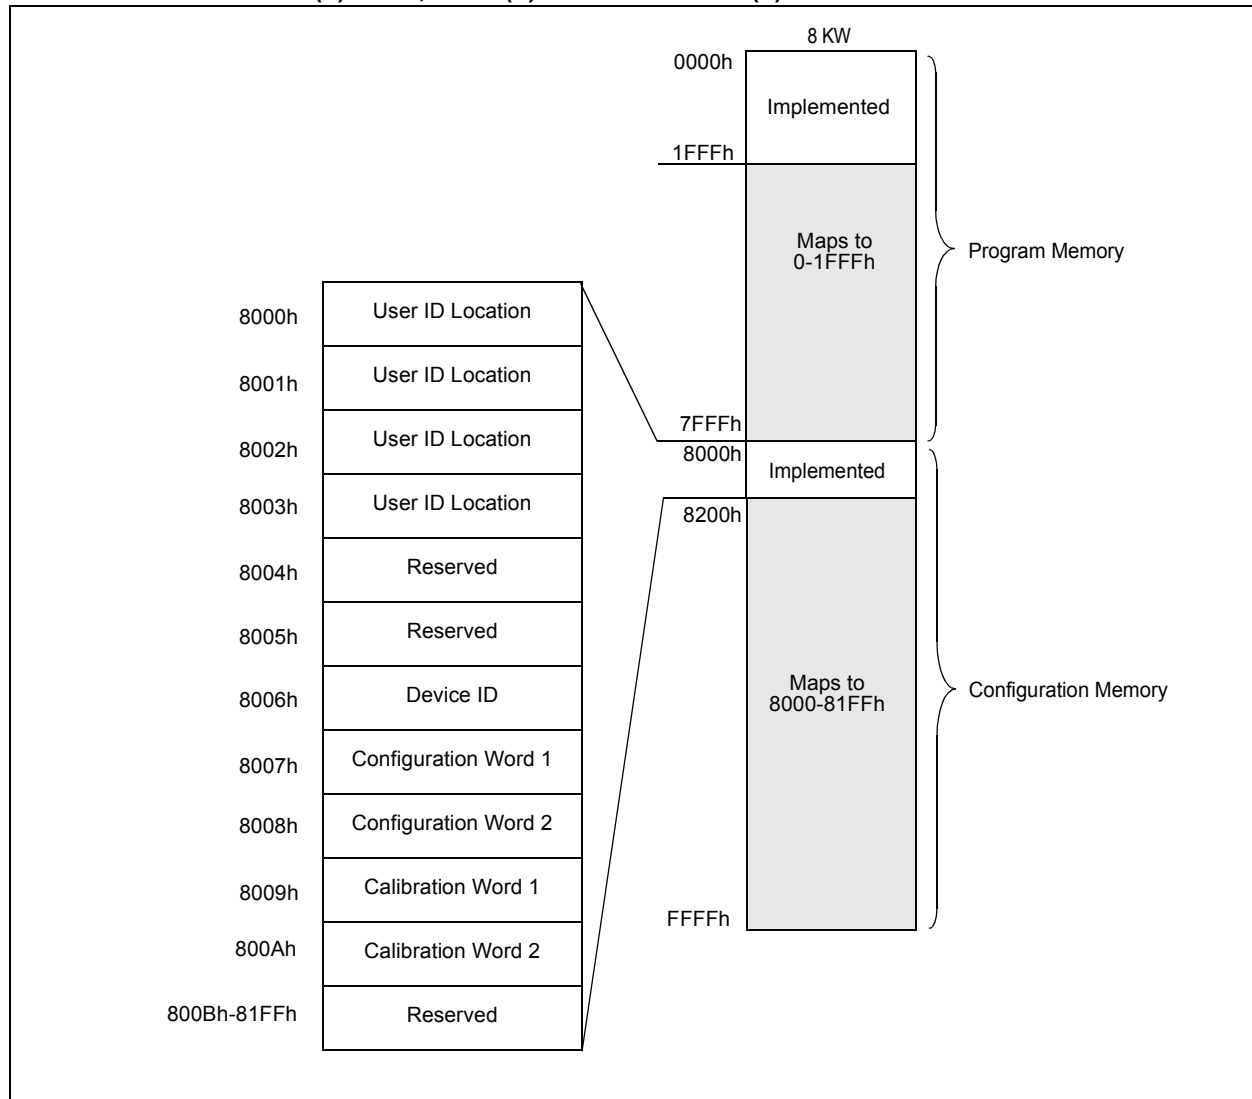 8 KW
0000h
Implemented
1FFFh
Maps to
0-1FFFh
Program Memory
7FFFh
8000h
Implemented
8200h
Maps to
8000-81FFh
Configuration Memory
FFFFh
8000h User ID Location
8001h User ID Location
8002h User ID Location
8003h User ID Location
8004h Reserved
8005h Reserved
8006h Device ID
8007h Configuration Word 1
8008h Configuration Word 2
8009h Calibration Word 1
800Ah Calibration Word 2
800Bh-81FFh Reserved